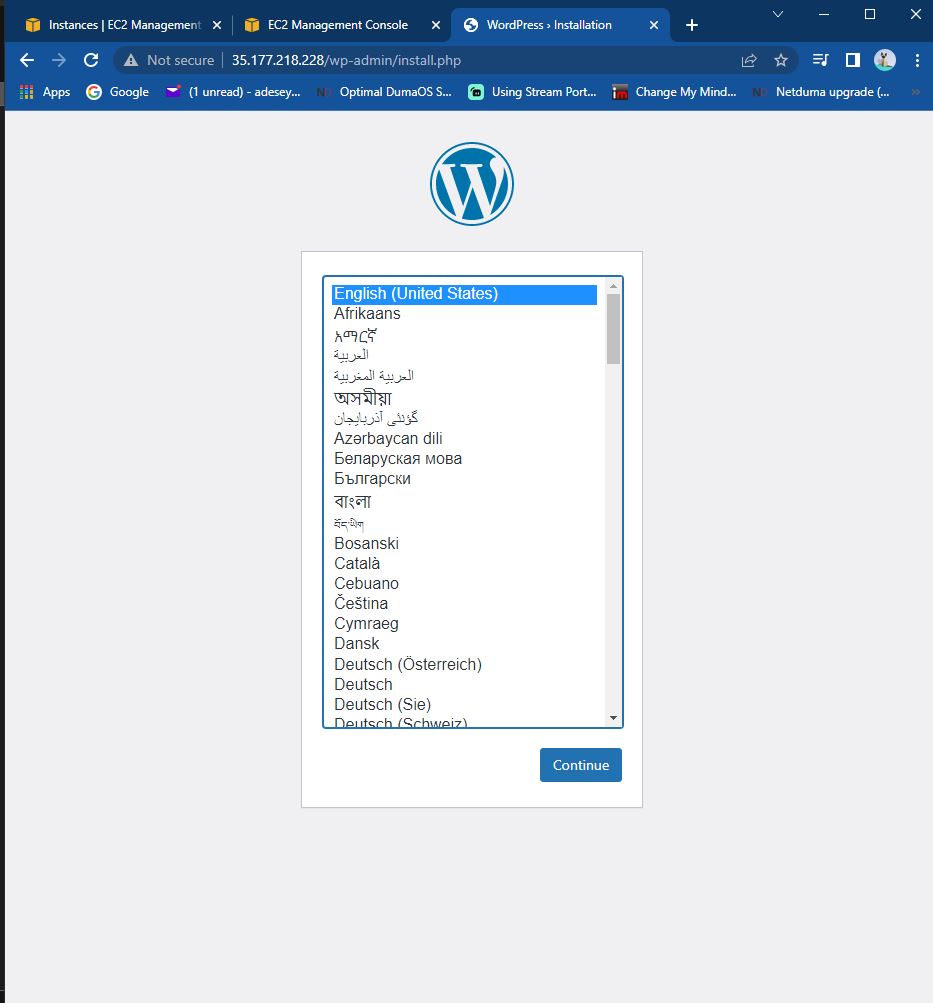 Instances | EC2 Management
EC2 Management Console
WordPress › Installation
Not secure
35.177.218.228/wp-admin/install.php
Apps
Google
(1 unread) - adesey...
Optimal DumaOS S...
Using Stream Port...
Change My Mind...
Netduma upgrade (...
English (United States)
Afrikaans
አማርኛ
العربية
العربية المغربية
অসমীয়া
گؤنئی آذربایجان
Azərbaycan dili
Беларуская мова
Български
বাংলা
བོད་ཡིག
Bosanski
Català
Cebuano
Čeština
Cymraeg
Dansk
Deutsch (Österreich)
Deutsch
Deutsch (Sie)
Deutsch (Schweiz)
Continue